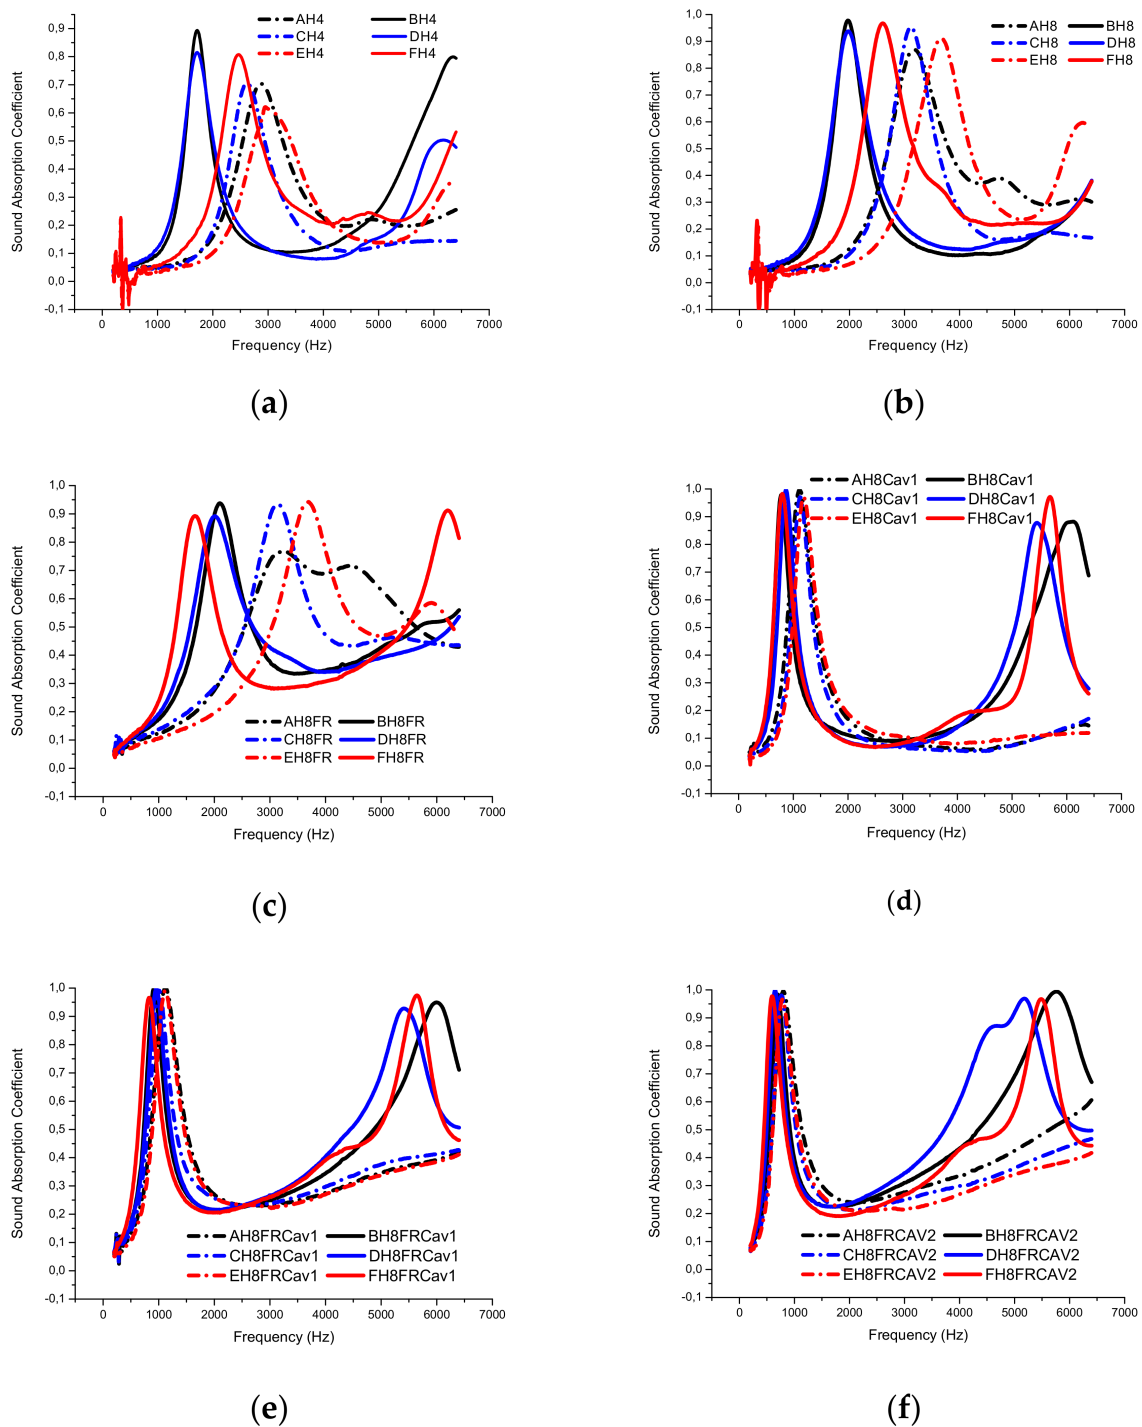 AH4 BH4
CH4 DH4
EH4 FH4
0,9
0,8
0,7
0,6
0,5
0,4
0,3
0,2
0,1
0,0
-0,1
0 1000 2000 3000 4000 5000 6000 7000
Sound Absorption Coefficient
Frequency (Hz)
(a)
AH8 BH8
CH8 DH8
EH8 FH8
1,0
0,9
0,8
0,7
0,6
0,5
0,4
0,3
0,2
0,1
0,0
-0,1
0 1000 2000 3000 4000 5000 6000 7000
Sound Absorption Coefficient
Frequency (Hz)
(b)
1,0
0,9
0,8
0,7
0,6
0,5
0,4
0,3
0,2
0,1
0,0
-0,1
AH8FR BH8FR
CH8FR DH8FR
EH8FR FH8FR
0 1000 2000 3000 4000 5000 6000 7000
Sound Absorption Coefficient
Frequency (Hz)
(c)
AH8Cav1 BH8Cav1
CH8Cav1 DH8Cav1
EH8Cav1 FH8Cav1
1,0
0,9
0,8
0,7
0,6
0,5
0,4
0,3
0,2
0,1
0,0
-0,1
0 1000 2000 3000 4000 5000 6000 7000
Sound Absorption Coefficient
Frequency (Hz)
(d)
1,0
0,9
0,8
0,7
0,6
0,5
0,4
0,3
0,2
0,1
0,0
-0,1
AH8FRCav1 BH8FRCav1
CH8FRCav1 DH8FRCav1
EH8FRCav1 FH8FRCav1
0 1000 2000 3000 4000 5000 6000 7000
Sound Absorption Coefficient
Frequency (Hz)
(e)
1,0
0,9
0,8
0,7
0,6
0,5
0,4
0,3
0,2
0,1
0,0
-0,1
AH8FRCAV2 BH8FRCAV2
CH8FRCAV2 DH8FRCAV2
EH8FRCAV2 FH8FRCAV2
0 1000 2000 3000 4000 5000 6000 7000
Sound Absorption Coefficient
Frequency (Hz)
(f)